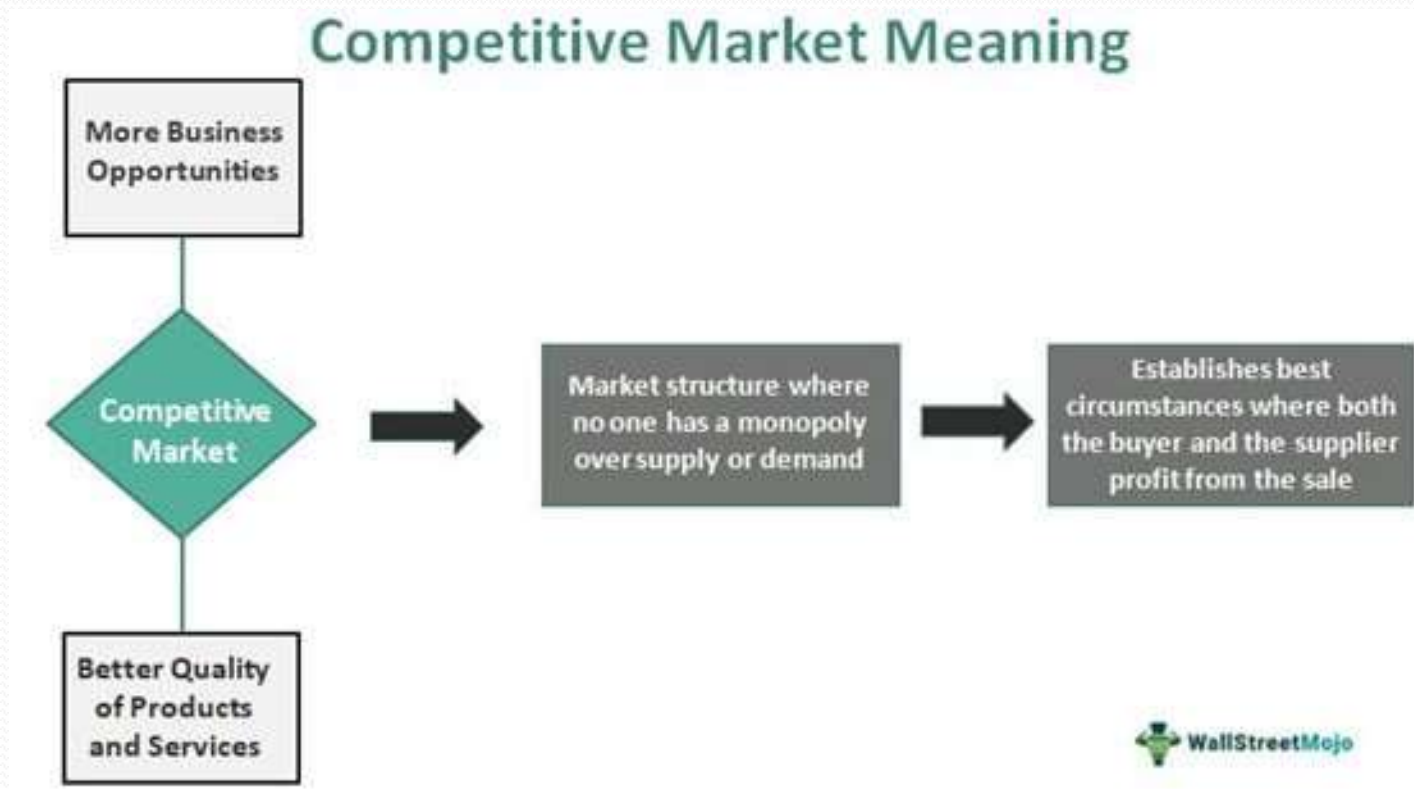 Competitive Market Meaning
More Business
Opportunities
Competitive
Market
Market structure where
no one has a monopoly
over supply or demand
Establishes best
circumstances where both
the buyer and the supplier
profit from the sale
Better Quality
of Products
and Services
WallStreetMojo